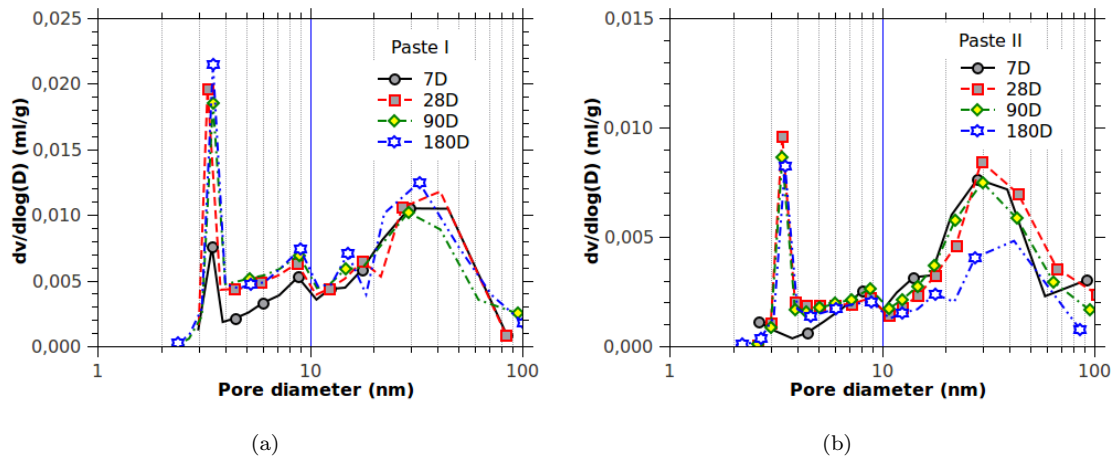 Paste I
7D
28D
90D
180D
0,025
0,020
0,015
0,010
0,005
0,000
dv/dlog(D) (ml/g)
1
10
100
Pore diameter (nm)
(a)
Paste II
7D
28D
90D
180D
0,015
0,010
0,005
0,000
dv/dlog(D) (ml/g)
1
10
100
Pore diameter (nm)
(b)